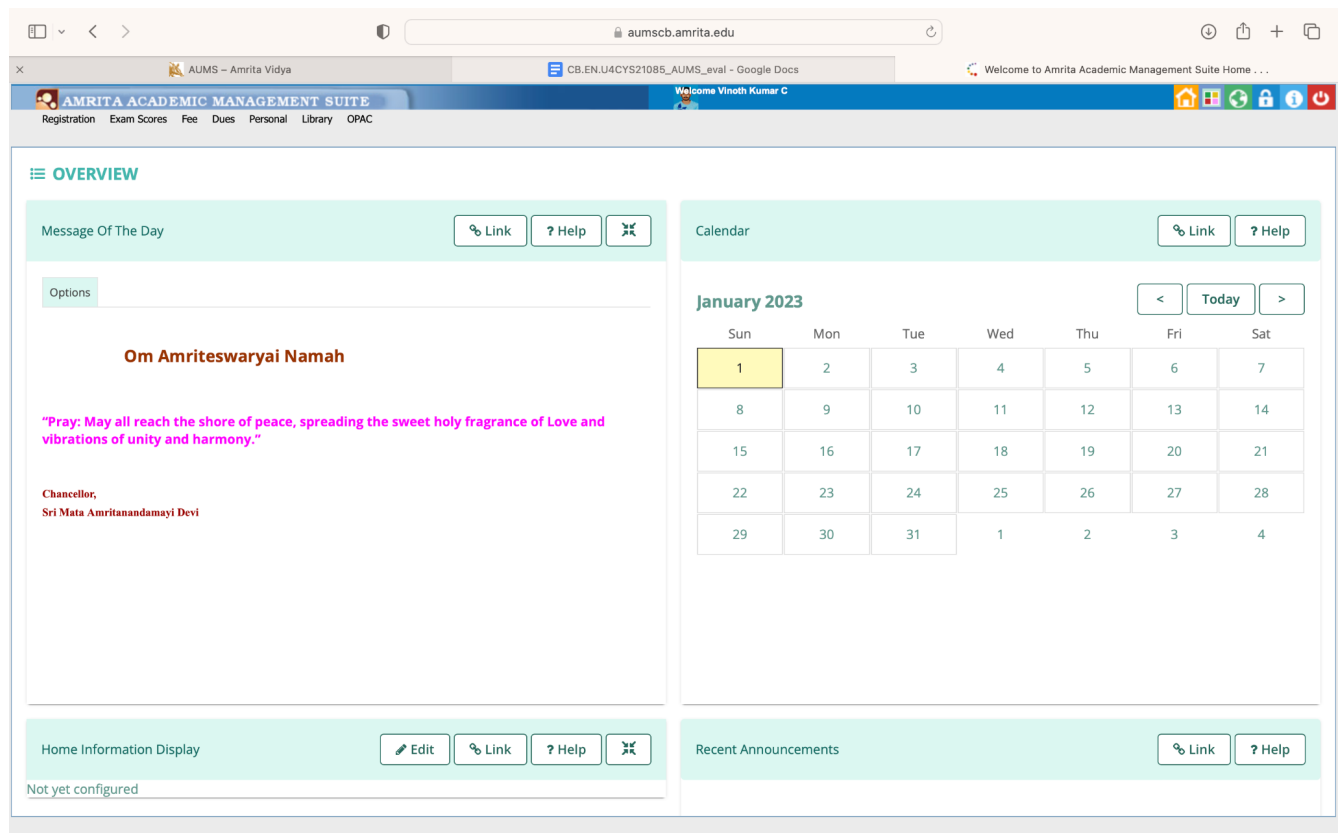 aumscb.amrita.edu
AUMS – Amrita Vidya
CB.EN.U4CYS21085_AUMS_eval - Google Docs
Welcome to Amrita Academic Management Suite Home . . .
AMRITA ACADEMIC MANAGEMENT SUITE
Welcome Vinoth Kumar C
Registration Exam Scores Fee Dues Personal Library OPAC
OVERVIEW
Message Of The Day
Link
? Help
Options
Om Amriteswaryai Namah
“Pray: May all reach the shore of peace, spreading the sweet holy fragrance of Love and
vibrations of unity and harmony.”
Chancellor,
Sri Mata Amritanandamayi Devi
Calendar
Link
? Help
January 2023
< Today >
Sun Mon Tue Wed Thu Fri Sat
1 2 3 4 5 6 7
8 9 10 11 12 13 14
15 16 17 18 19 20 21
22 23 24 25 26 27 28
29 30 31 1 2 3 4
Home Information Display
Edit
Link
? Help
Not yet configured
Recent Announcements
Link
? Help